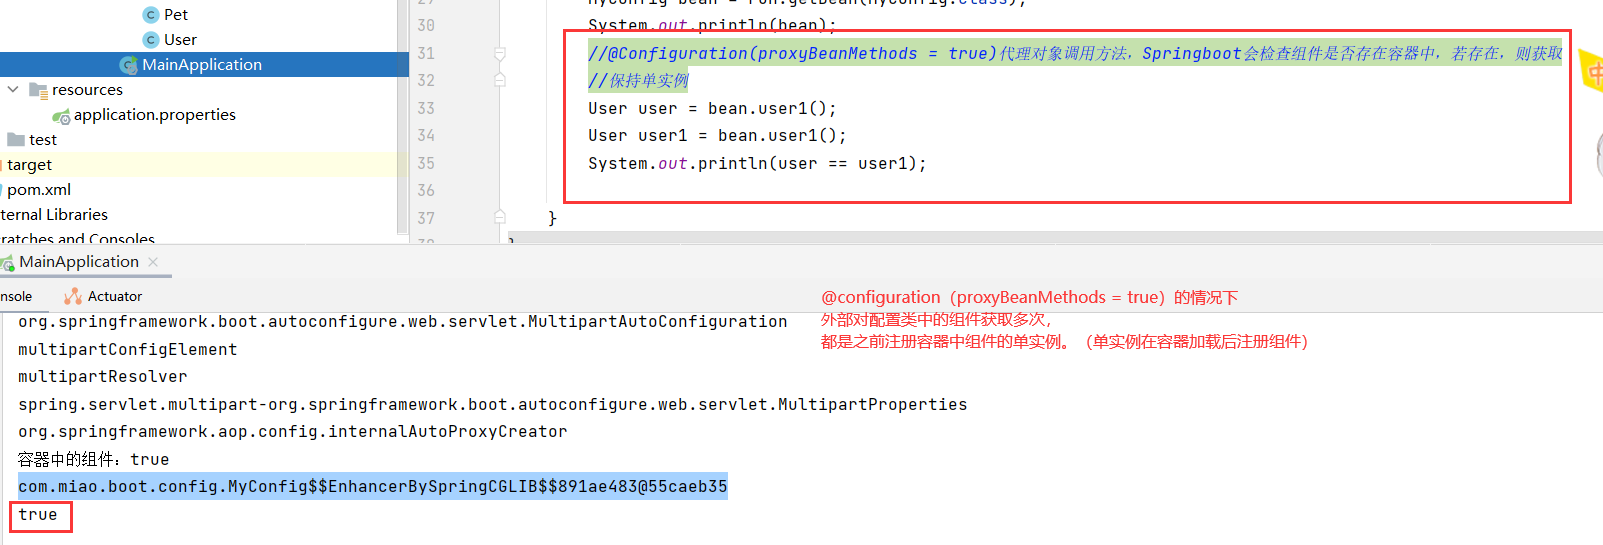 Pet
User
MainApplication
resources
application.properties
test
target
pom.xml
ternal Libraries
cratches and Consoles
30 System.out.println(bean);
31 //@Configuration(proxyBeanMethods = true)代理对象调用方法，Springboot会检查组件是否存在容器中，若存在，则获取
32 //保持单实例
33 User user = bean.user1();
34 User user1 = bean.user1();
35 System.out.println(user == user1);
36
37 }
中
MainApplication
nsole Actuator
@configuration（proxyBeanMethods = true）的情况下
外部对配置类中的组件获取多次，
都是之前注册容器中组件的单实例。（单实例在容器加载后注册组件）
org.springframework.boot.autoconfigure.web.servlet.MultipartAutoConfiguration
multipartConfigElement
multipartResolver
spring.servlet.multipart-org.springframework.boot.autoconfigure.web.servlet.MultipartProperties
org.springframework.aop.config.internalAutoProxyCreator
容器中的组件：true
com.miao.boot.config.MyConfig$$EnhancerBySpringCGLIB$$891ae483@55caeb35
true